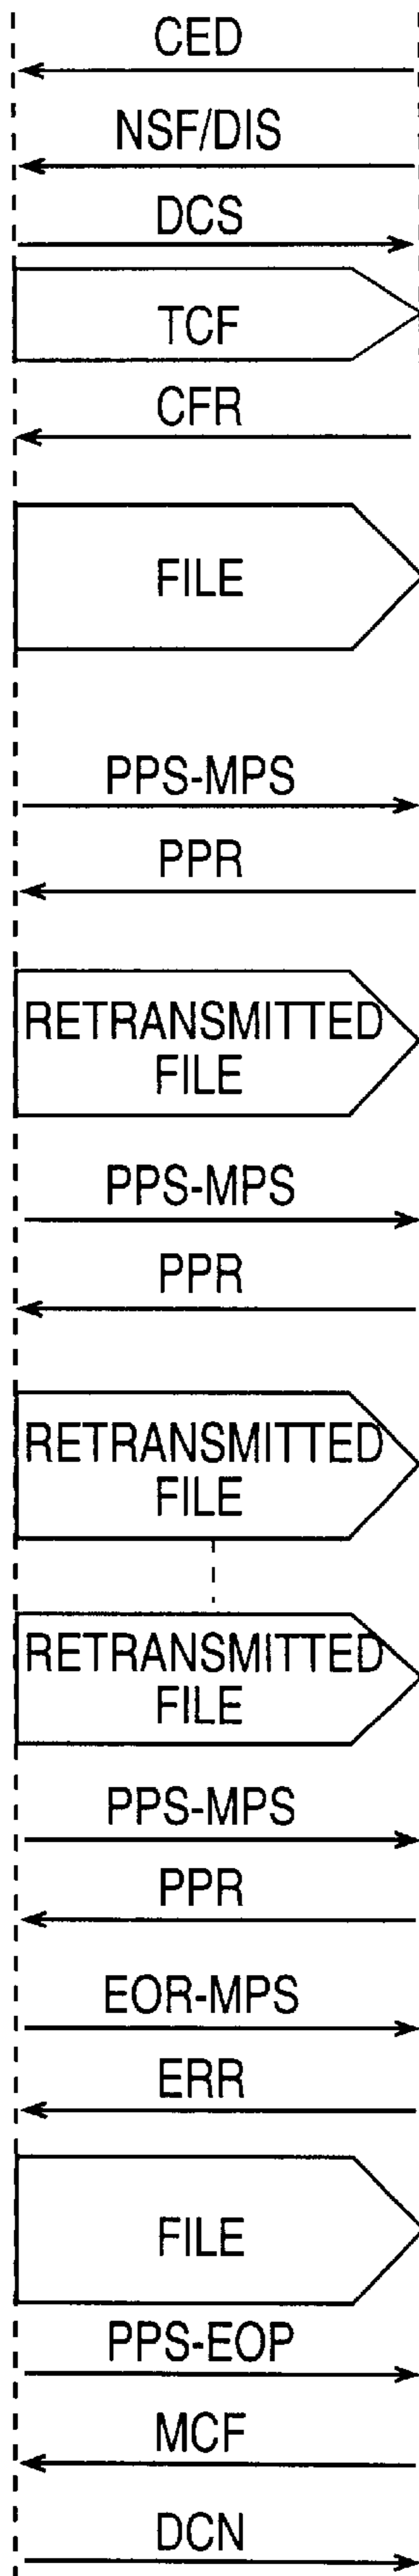 CED
NSF/DIS
DCS
TCF
CFR
FILE
PPS-MPS
PPR
RETRANSMITTED
FILE
PPS-MPS
PPR
RETRANSMITTED
FILE
RETRANSMITTED
FILE
PPS-MPS
PPR
EOR-MPS
ERR
FILE
PPS-EOP
MCF
DCN